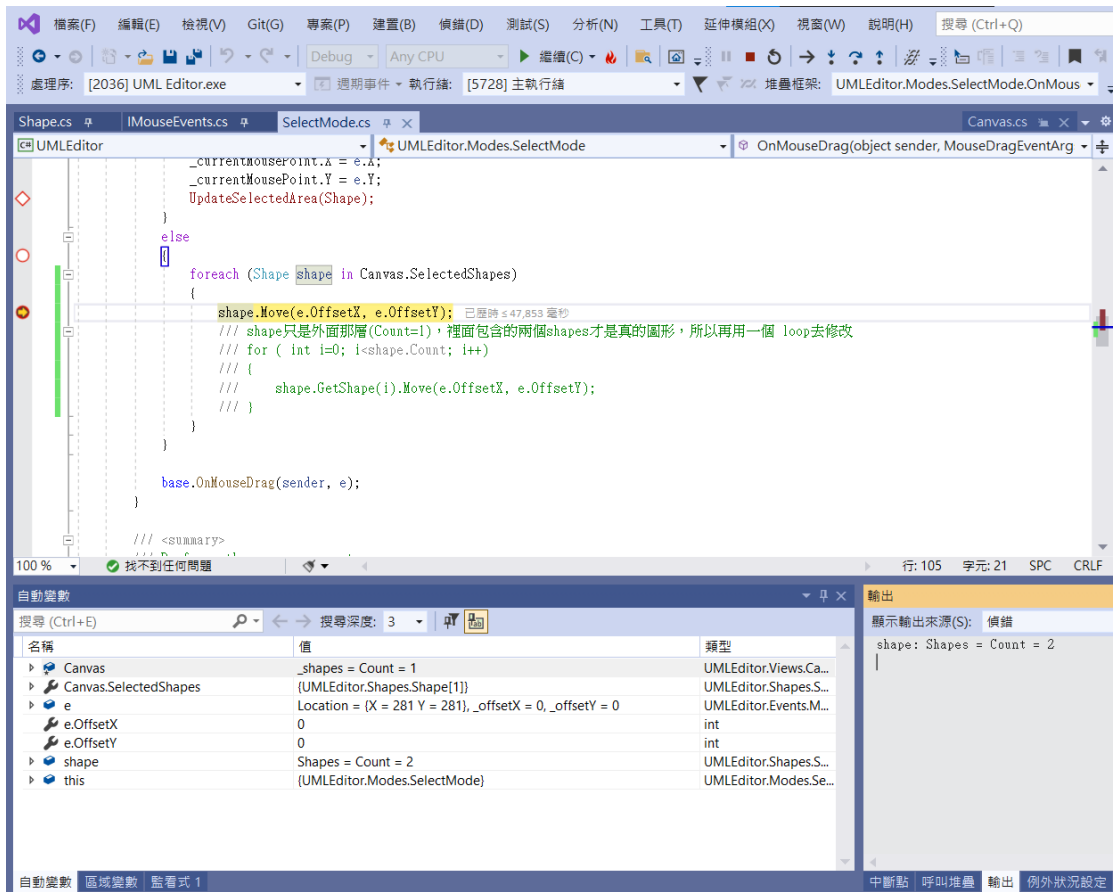 檔案(F) 編輯(E) 檢視(V) Git(G) 專案(P) 建置(B) 偵錯(D) 測試(S) 分析(N) 工具(T) 延伸模組(X) 視窗(W) 說明(H) 搜尋 (Ctrl+Q)
Debug Any CPU 繼續(C)
處理序: [2036] UML Editor.exe 週期事件 執行緒: [5728] 主執行緒 堆疊框架: UMLEditor.Modes.SelectMode.OnMous
Shape.cs IMouseEvents.cs SelectMode.cs Canvas.cs
C# UMLEditor UMLEditor.Modes.SelectMode OnMouseDrag(object sender, MouseDragEventArg
_currentMousePoint.X = e.X;
_currentMousePoint.Y = e.Y;
UpdateSelectedArea(Shape);
}
else
{
foreach (Shape shape in Canvas.SelectedShapes)
{
shape.Move(e.OffsetX, e.OffsetY); 已歷時 ≤ 47,853 毫秒
/// shape只是外面那層(Count=1)，裡面包含的兩個shapes才是真的圖形，所以再用一個 loop去修改
/// for ( int i=0; i<shape.Count; i++)
/// {
/// shape.GetShape(i).Move(e.OffsetX, e.OffsetY);
/// }
}
}
base.OnMouseDrag(sender, e);
}
/// <summary>
100 % 找不到任何問題 行: 105 字元: 21 SPC CRLF
自動變數
搜尋 (Ctrl+E) 搜尋深度: 3
名稱 值 類型
Canvas _shapes = Count = 1 UMLEditor.Views.Ca...
Canvas.SelectedShapes {UMLEditor.Shapes.Shape[1]} UMLEditor.Shapes.S...
e Location = {X = 281 Y = 281}, _offsetX = 0, _offsetY = 0 UMLEditor.Events.M...
e.OffsetX 0 int
e.OffsetY 0 int
shape Shapes = Count = 2 UMLEditor.Shapes.S...
this {UMLEditor.Modes.SelectMode} UMLEditor.Modes.Se...
自動變數 區域變數 監看式 1
輸出
顯示輸出來源(S): 偵錯
shape: Shapes = Count = 2
中斷點 呼叫堆疊 輸出 例外狀況設定